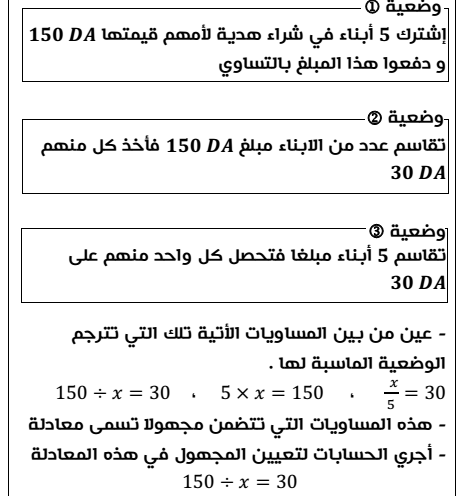 وضعية ①
إشترك 5 أبناء في شراء هدية لأمهم قيمتها 150 DA
و دفعوا هذا المبلغ بالتساوي
وضعية ②
تقاسم عدد من الابناء مبلغ 150 DA فأخذ كل منهم
30 DA
وضعية ③
تقاسم 5 أبناء مبلغا فتحصل كل واحد منهم على
30 DA
- عين من بين المساويات الأتية تلك التي تترجم
الوضعية الماسبة لها .
x/5 = 30 ، 5 × x = 150 ، 150 ÷ x = 30
- هذه المساويات التي تتضمن مجهولا تسمى معادلة
- أجري الحسابات لتعيين المجهول في هذه المعادلة
150 ÷ x = 30